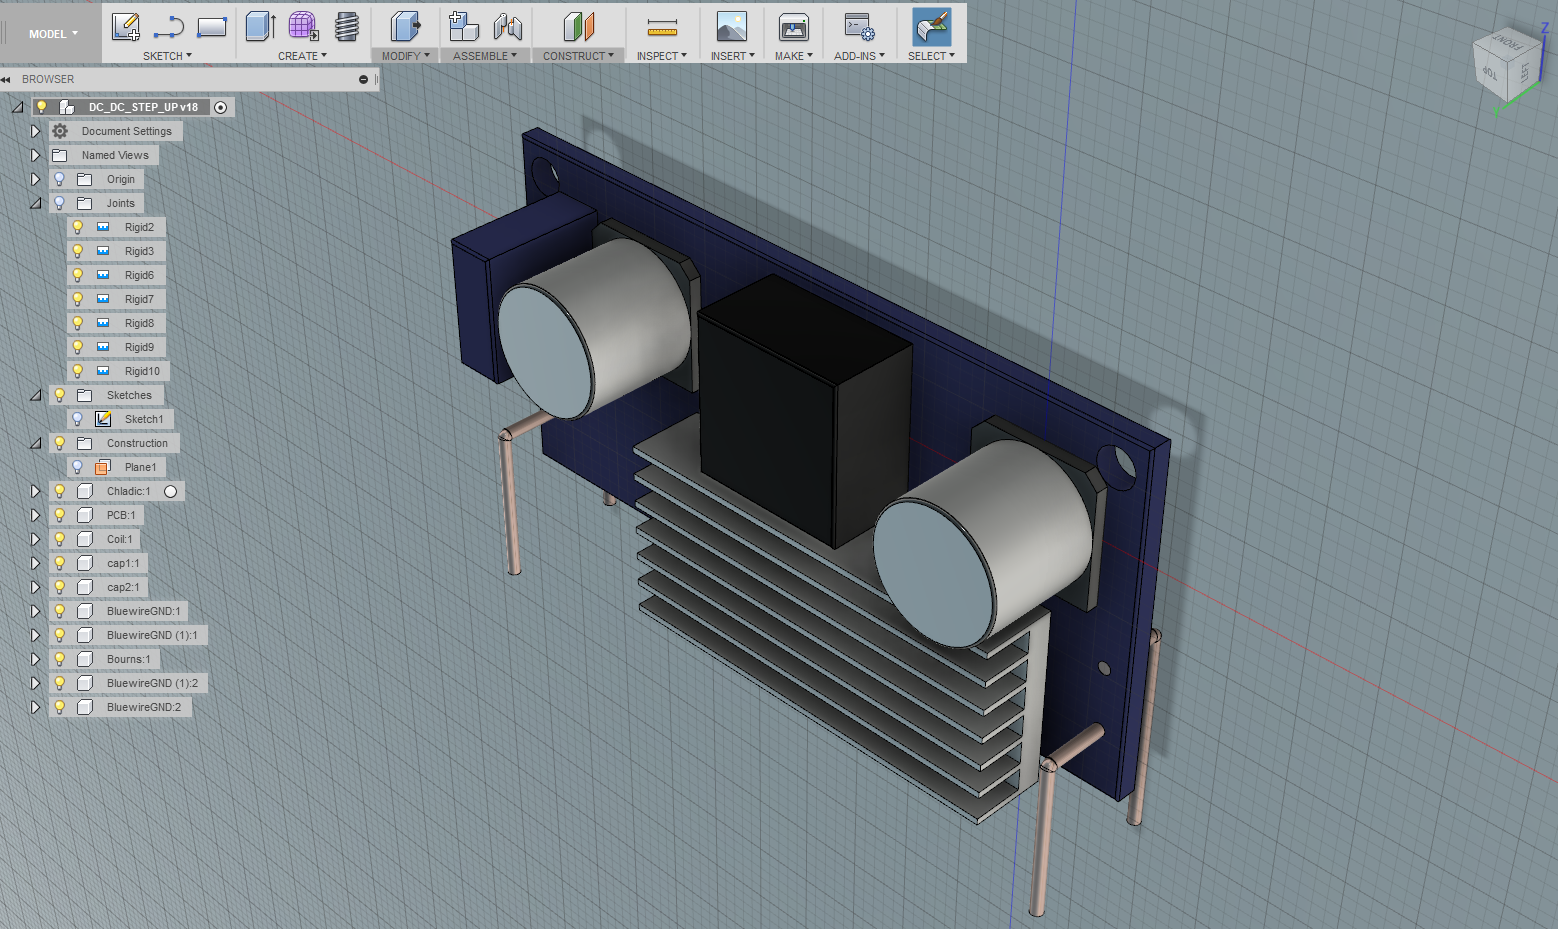 MODEL
SKETCH
CREATE
MODIFY
ASSEMBLE
CONSTRUCT
INSPECT
INSERT
MAKE
ADD-INS
SELECT
BROWSER
DC_DC_STEP_UP v18
Document Settings
Named Views
Origin
Joints
Rigid2
Rigid3
Rigid6
Rigid7
Rigid8
Rigid9
Rigid10
Sketches
Sketch1
Construction
Plane1
Chladic:1
PCB:1
Coil:1
cap1:1
cap2:1
BluewireGND:1
BluewireGND (1):1
Bourns:1
BluewireGND (1):2
BluewireGND:2
Z
FRONT
TOP